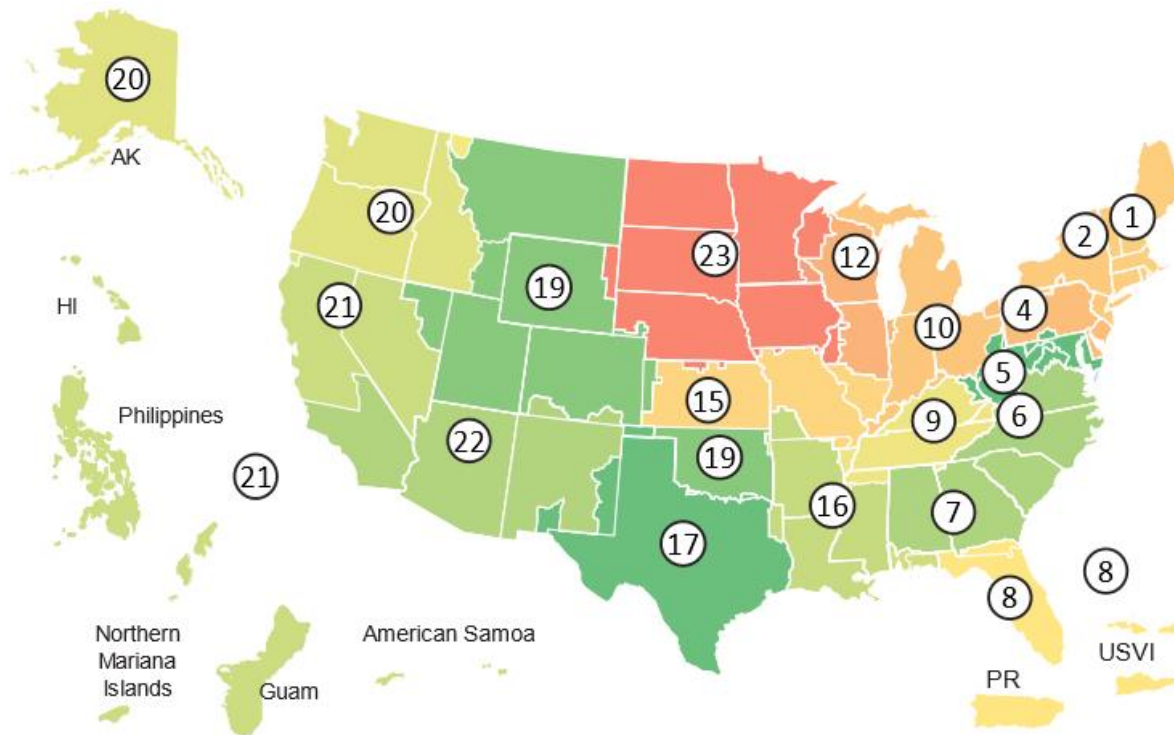 20
AK
1
2
20
23
12
HI
19
21
4
10
5
15
9
6
Philippines
22
19
21
16
7
17
8
8
Northern
Mariana
Islands
American Samoa
Guam
USVI
PR